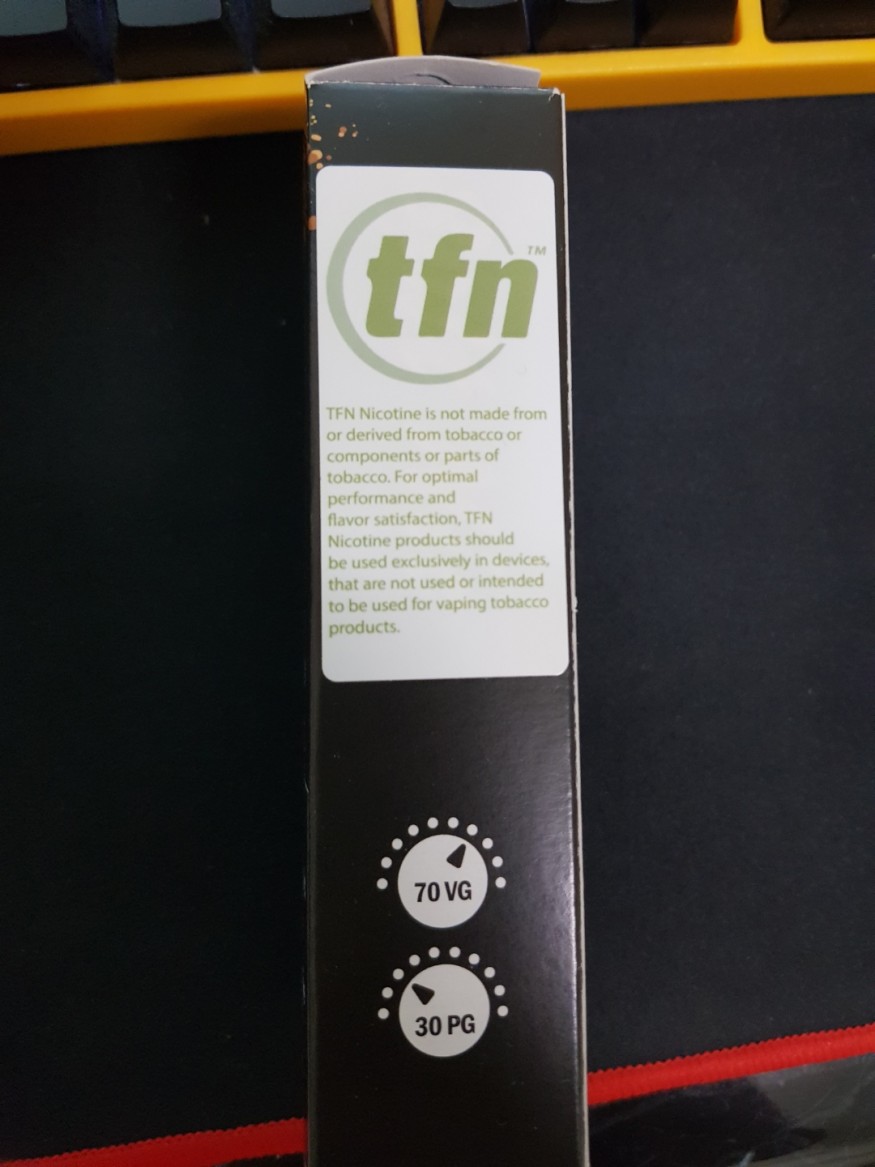 tfn™
TFN Nicotine is not made from
or derived from tobacco or
components or parts of
tobacco. For optimal
performance and
flavor satisfaction, TFN
Nicotine products should
be used exclusively in devices,
that are not used or intended
to be used for vaping tobacco
products.
70 VG
30 PG